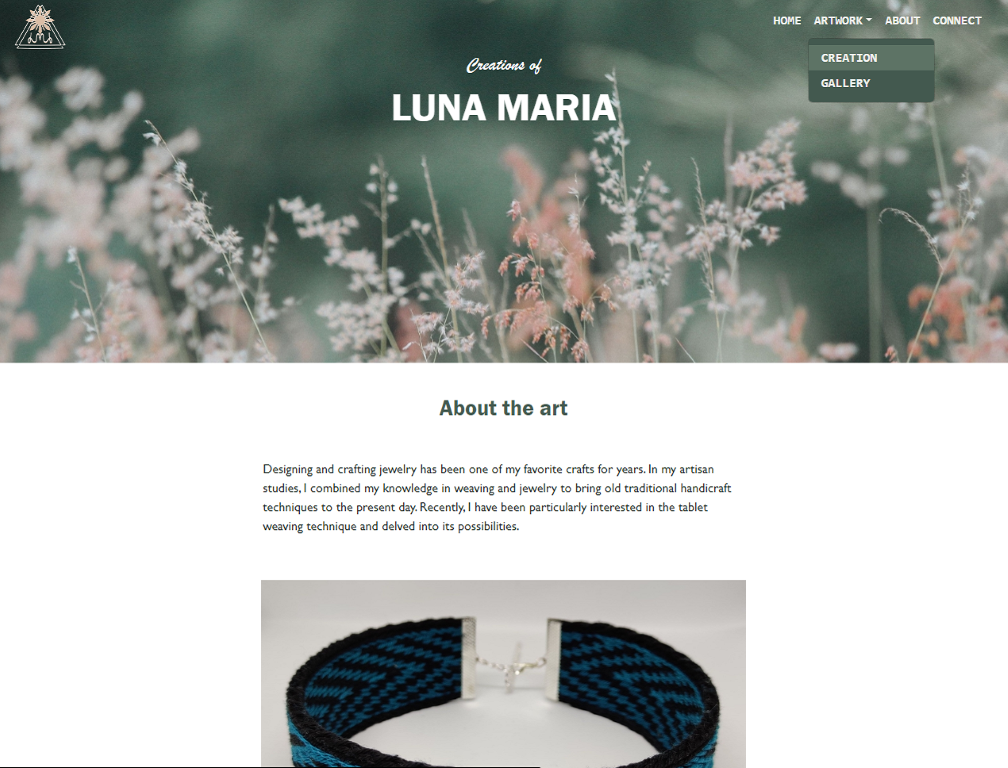 HOME ARTWORK ABOUT CONNECT
CREATION
GALLERY
Creations of
LUNA MARIA
About the art
Designing and crafting jewelry has been one of my favorite crafts for years. In my artisan
studies, I combined my knowledge in weaving and jewelry to bring old traditional handicraft
techniques to the present day. Recently, I have been particularly interested in the tablet
weaving technique and delved into its possibilities.